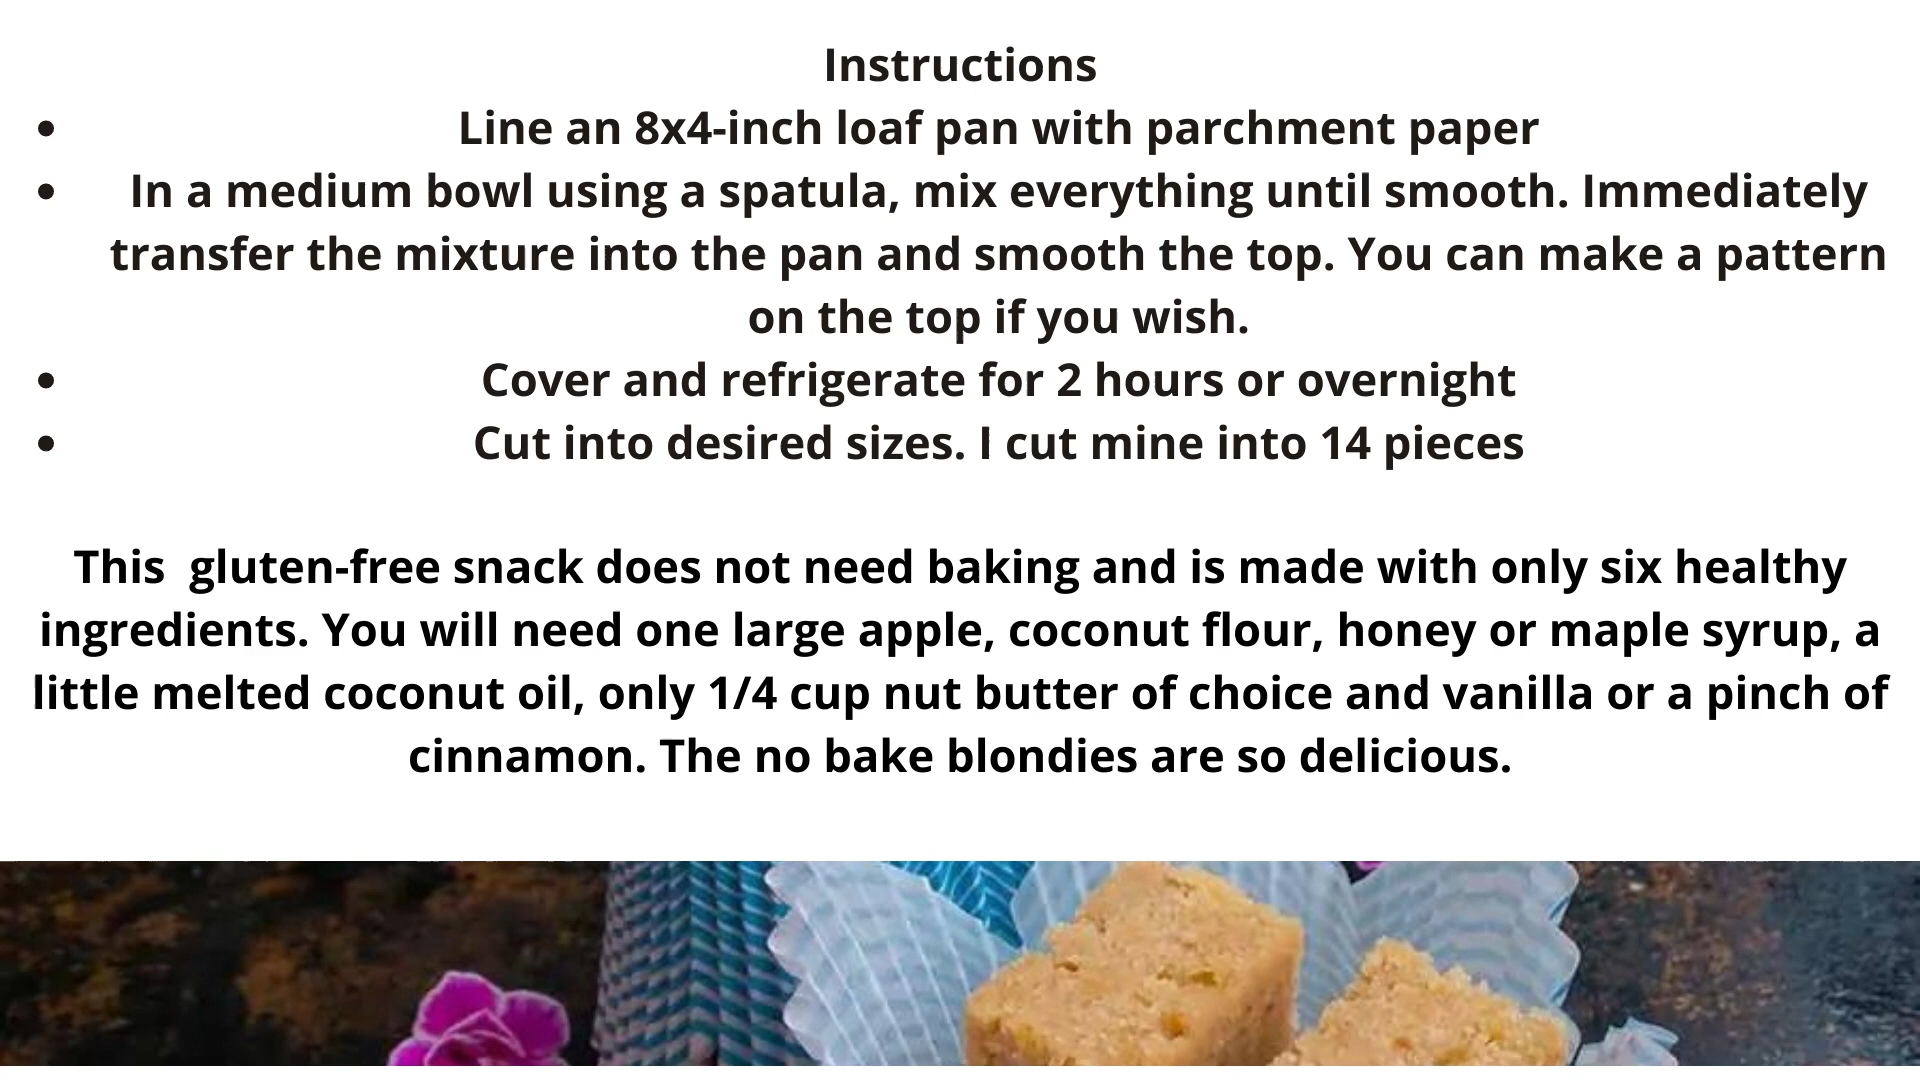 Instructions
• Line an 8x4-inch loaf pan with parchment paper
• In a medium bowl using a spatula, mix everything until smooth. Immediately
transfer the mixture into the pan and smooth the top. You can make a pattern
on the top if you wish.
• Cover and refrigerate for 2 hours or overnight
• Cut into desired sizes. I cut mine into 14 pieces
This  gluten-free snack does not need baking and is made with only six healthy
ingredients. You will need one large apple, coconut flour, honey or maple syrup, a
little melted coconut oil, only 1/4 cup nut butter of choice and vanilla or a pinch of
cinnamon. The no bake blondies are so delicious.